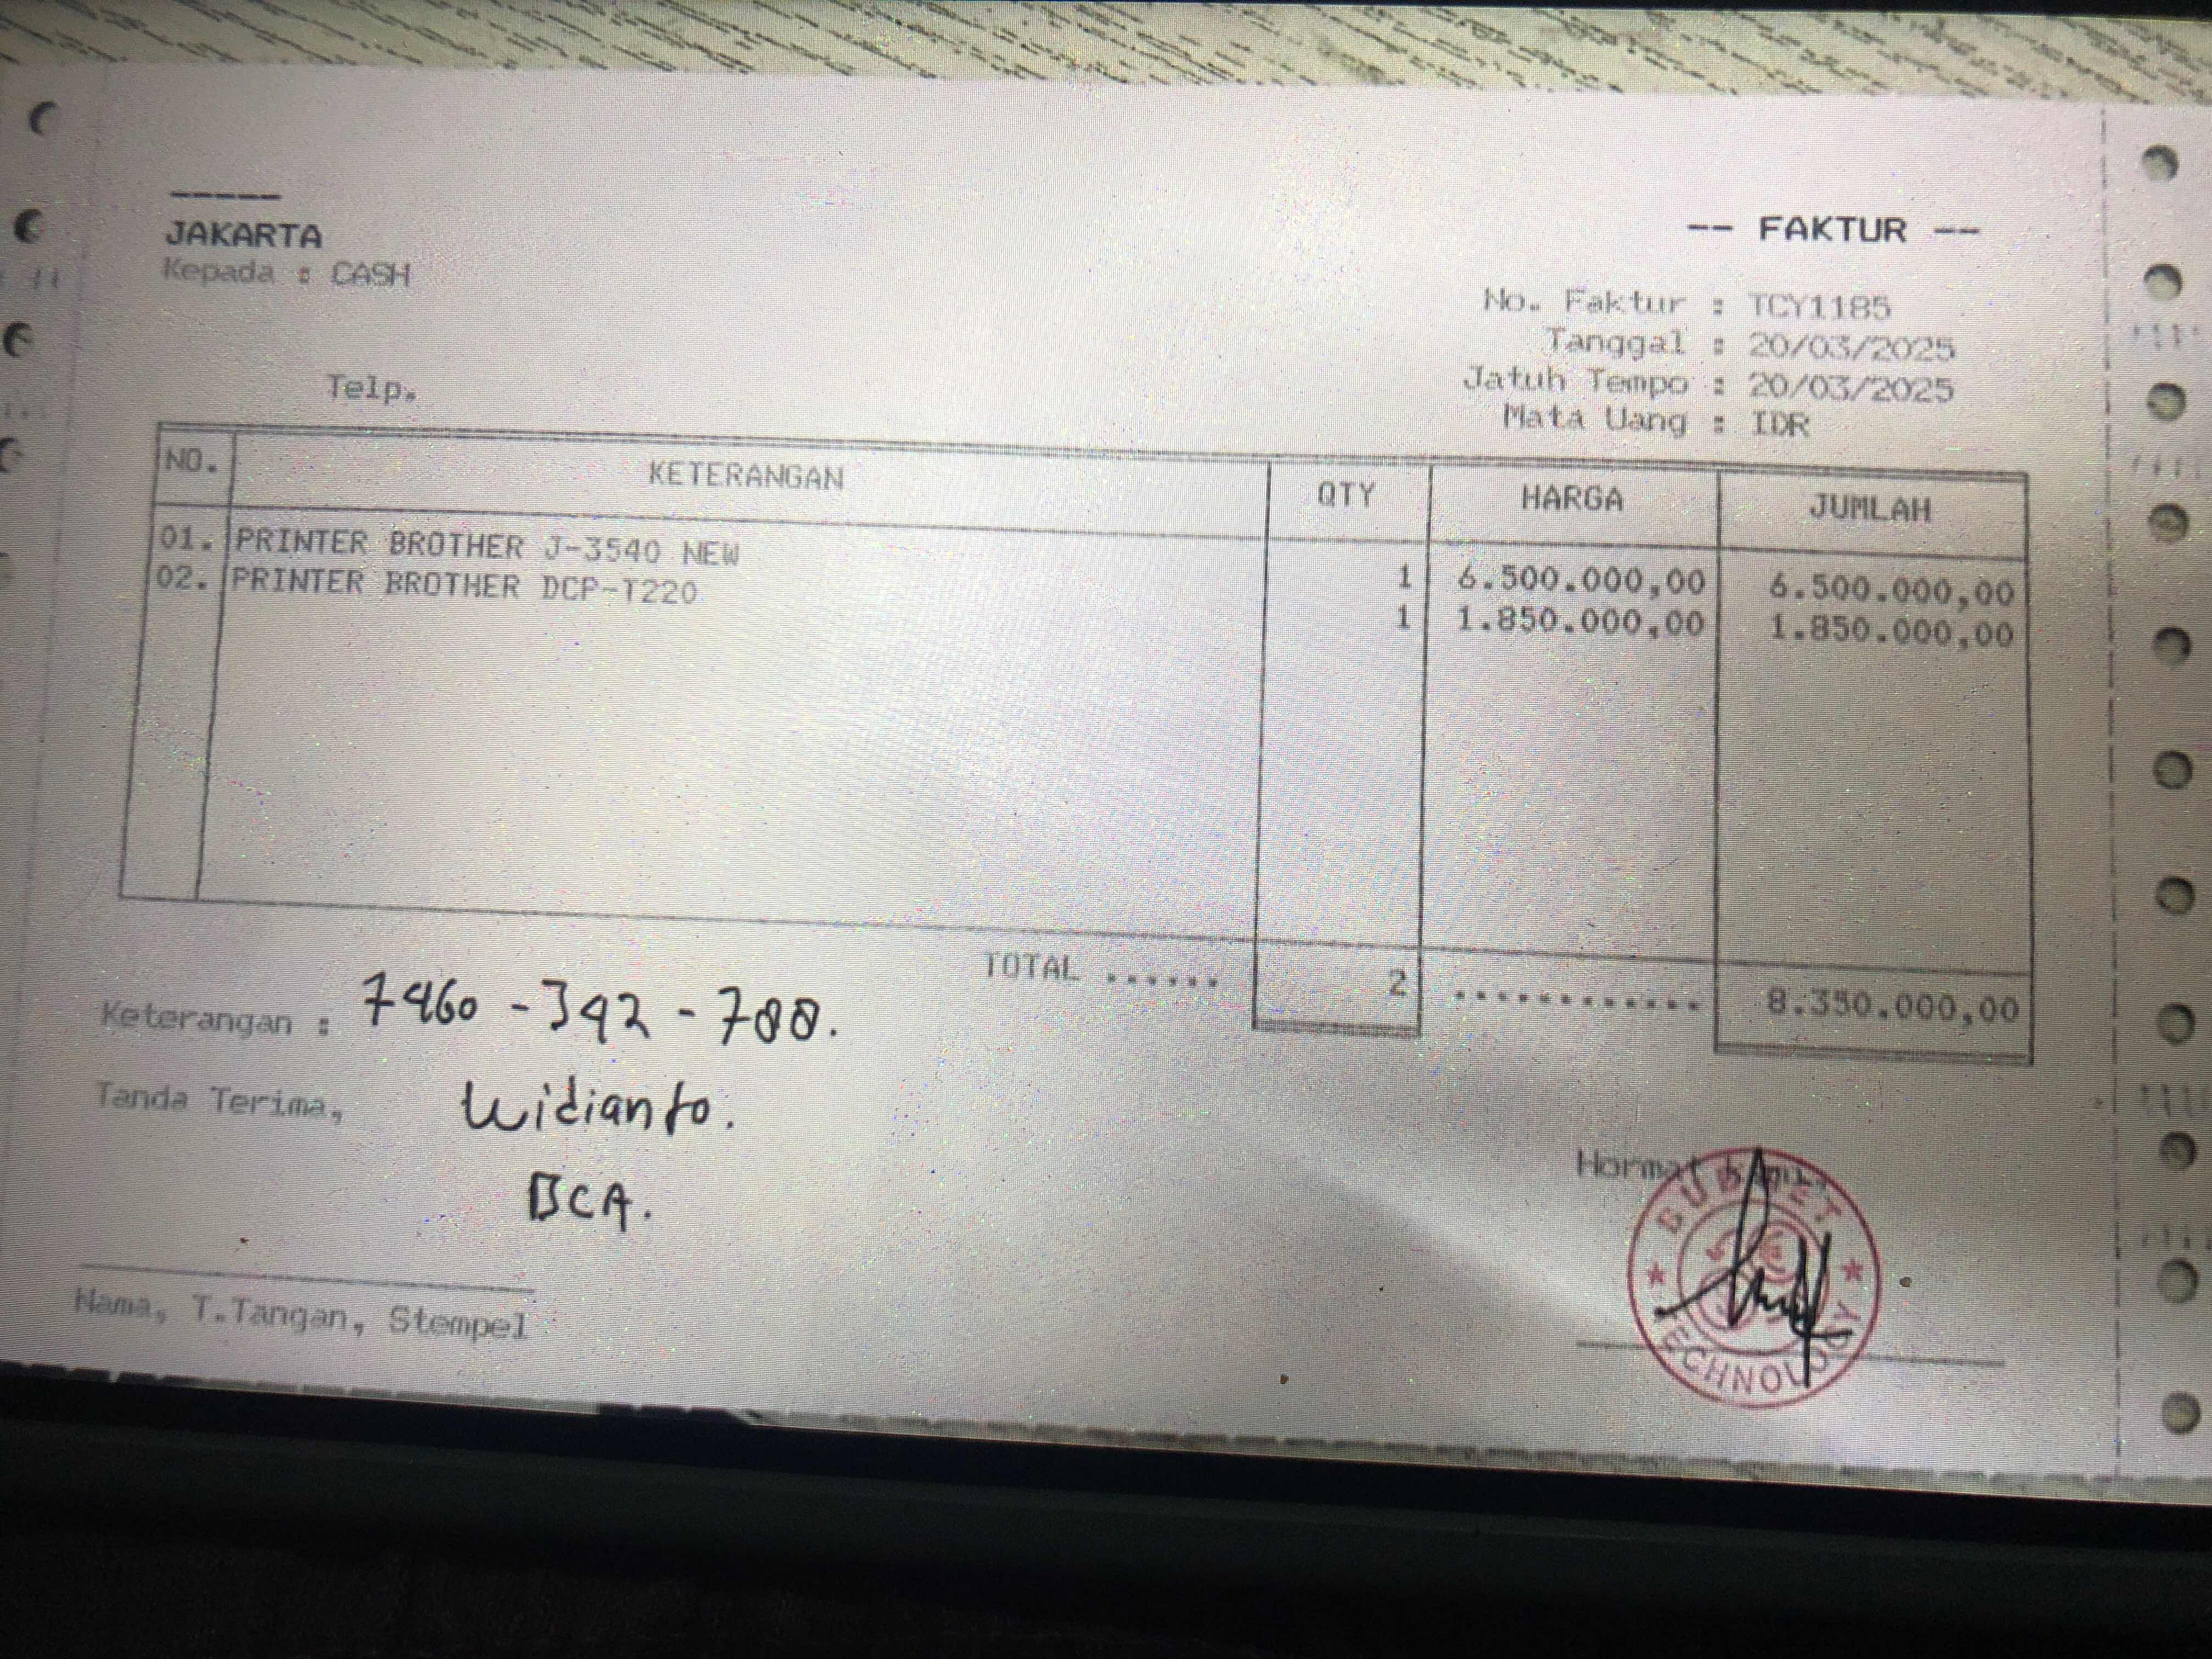 JAKARTA
Kepada : CASH
Telp.
-- FAKTUR --
No. Faktur : TCY1185
Tanggal : 20/03/2025
Jatuh Tempo : 20/03/2025
Mata Uang : IDR
NO. KETERANGAN QTY HARGA JUMLAH
01. PRINTER BROTHER J-3540 NEW 1 6.500.000,00 6.500.000,00
02. PRINTER BROTHER DCP-T220 1 1.850.000,00 1.850.000,00
TOTAL ...... 2 ............ 8.350.000,00
Keterangan : 7460 - 342 - 788.
Tanda Terima, Widianto.
BCA.
Nama, T.Tangan, Stempel
Hormat
TECHNOLOGY